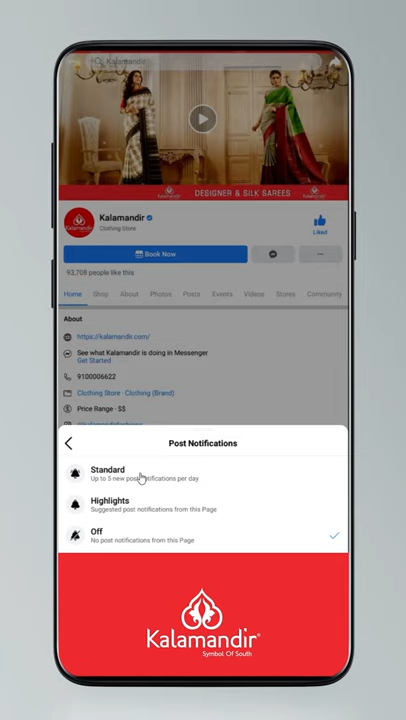 Kalamandir
DESIGNER & SILK SAREES
Kalamandir
Clothing Store
Liked
Book Now
93,708 people like this
Home Shop About Photos Posts Events Videos Stores Community
About
https://kalamandir.com/
See what Kalamandir is doing in Messenger
Get Started
9100006622
Clothing Store · Clothing (Brand)
Price Range · $$
Post Notifications
Standard
Up to 5 new post notifications per day
Highlights
Suggested post notifications from this Page
Off
No post notifications from this Page
Kalamandir®
Symbol Of South